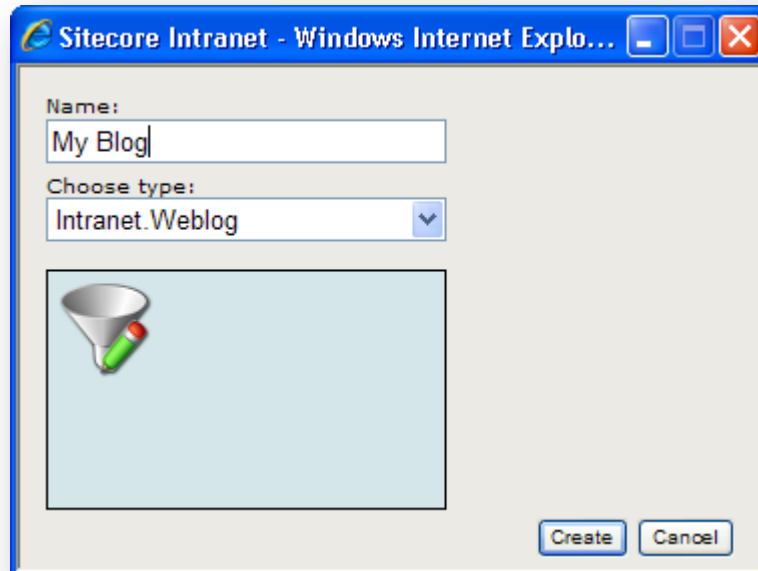 Sitecore Intranet - Windows Internet Explo...
Name:
My Blog
Choose type:
Intranet.Weblog
Create
Cancel